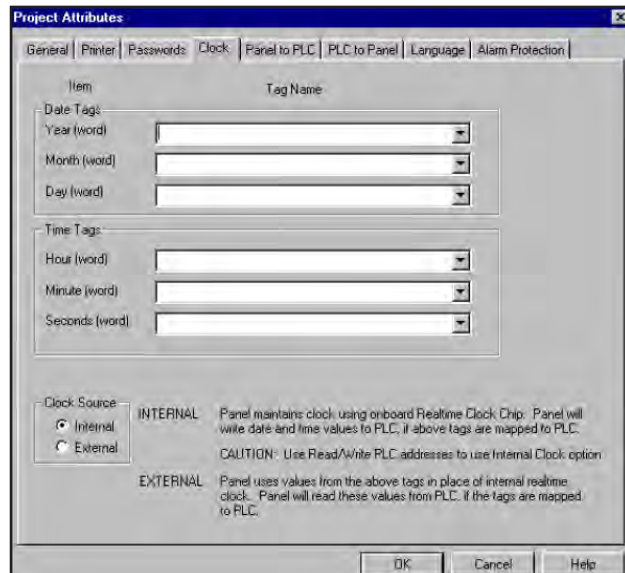 Project Attributes
General Printer Passwords Clock Panel to PLC PLC to Panel Language Alarm Protection
Item Tag Name
Date Tags
Year (word)
Month (word)
Day (word)
Time Tags
Hour (word)
Minute (word)
Seconds (word)
Clock Source
Internal
External
INTERNAL Panel maintains clock using onboard Realtime Clock Chip. Panel will
write date and time values to PLC, if above tags are mapped to PLC.
CAUTION: Use Read/Write PLC addresses to use Internal Clock option
EXTERNAL Panel uses values from the above tags in place of internal realtime
clock. Panel will read these values from PLC, if the tags are mapped
to PLC.
OK Cancel Help